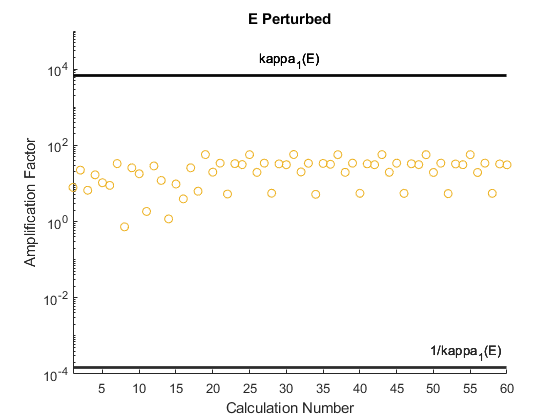 E Perturbed
kappa1(E)
10^4
10^2
10^0
10^-2
10^-4
Amplification Factor
1/kappa1(E)
5 10 15 20 25 30 35 40 45 50 55 60
Calculation Number